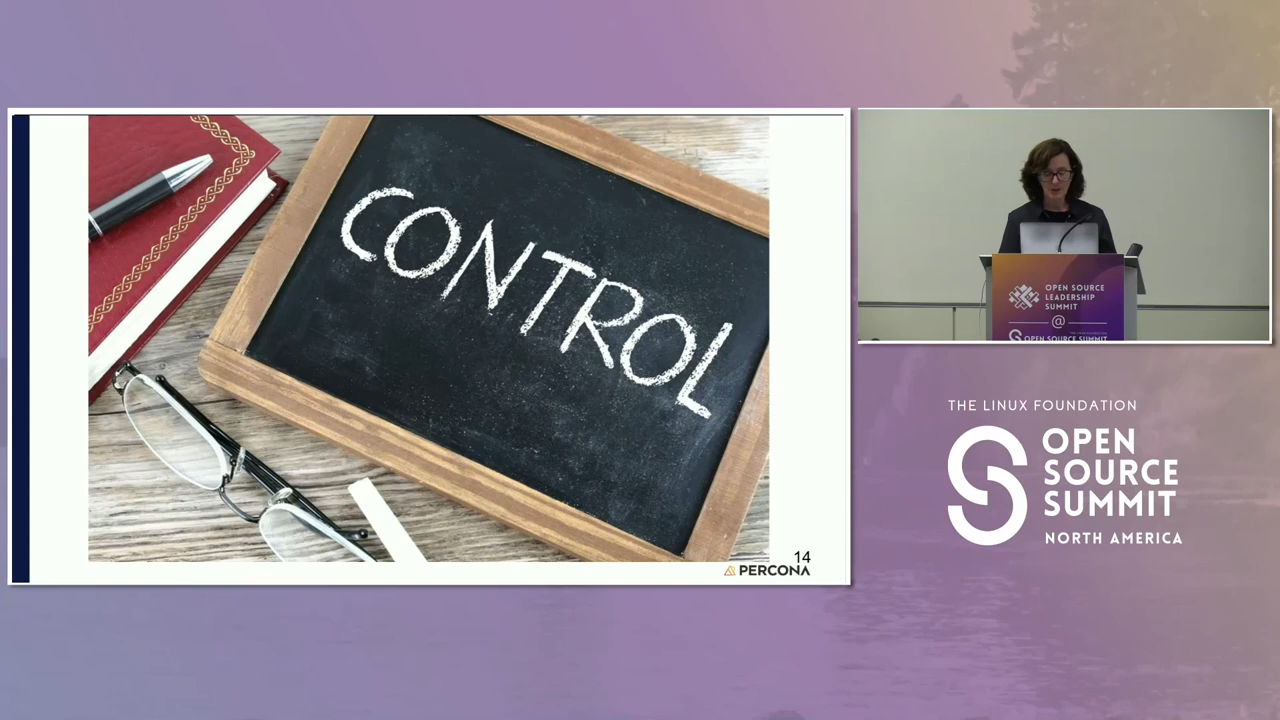 CONTROL
14
PERCONA
OPEN SOURCE
LEADERSHIP
SUMMIT
@
OPEN SOURCE SUMMIT
THE LINUX FOUNDATION
OPEN
SOURCE
SUMMIT
NORTH AMERICA